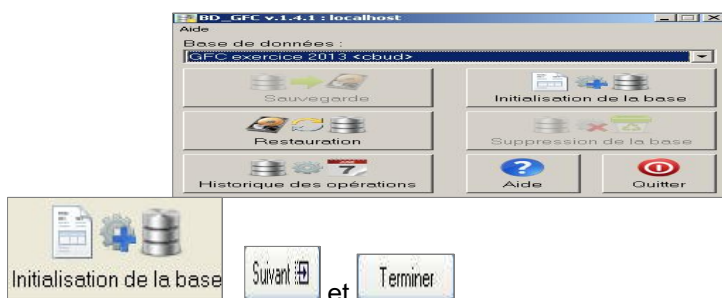 BD_GFC v.1.4.1 : localhost
Aide
Base de données :
GFC exercice 2013 <cbud>
Sauvegarde
Initialisation de la base
Restauration
Suppression de la base
7
Historique des opérations
Aide
Quitter
Initialisation de la base
Suivant
et
Terminer